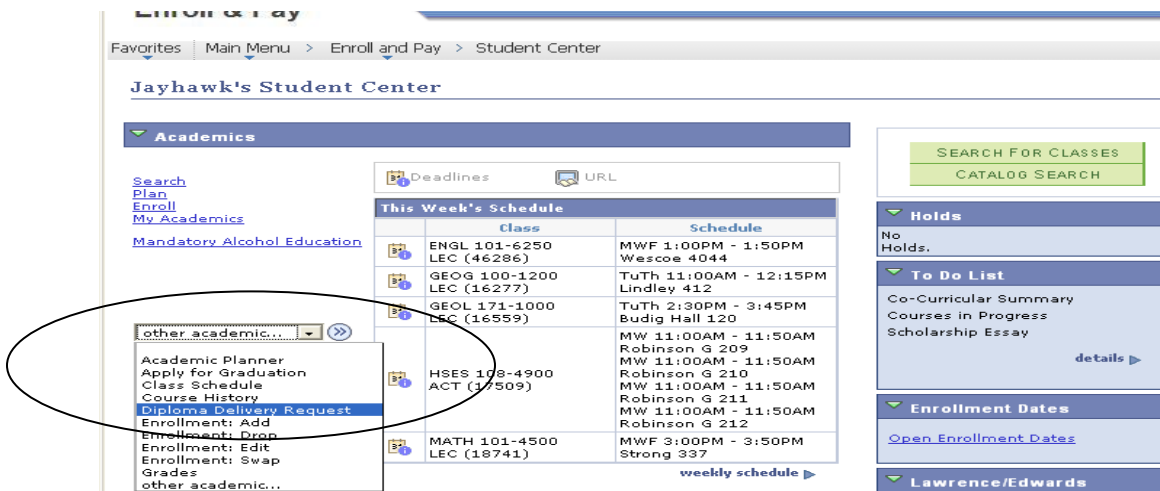 Enroll & Pay
Favorites Main Menu > Enroll and Pay > Student Center
Jayhawk's Student Center
Academics
Search
Plan
Enroll
My Academics
Mandatory Alcohol Education
other academic...
Academic Planner
Apply for Graduation
Class Schedule
Course History
Diploma Delivery Request
Enrollment: Add
Enrollment: Drop
Enrollment: Edit
Enrollment: Swap
Grades
other academic...
Deadlines URL
This Week's Schedule
Class Schedule
ENGL 101-6250 MWF 1:00PM - 1:50PM
LEC (46286) Wescoe 4044
GEOG 100-1200 TuTh 11:00AM - 12:15PM
LEC (16277) Lindley 412
GEOL 171-1000 TuTh 2:30PM - 3:45PM
LEC (16559) Budig Hall 120
MW 11:00AM - 11:50AM
Robinson G 209
MW 11:00AM - 11:50AM
HSES 108-4900 Robinson G 210
ACT (17509) MW 11:00AM - 11:50AM
Robinson G 211
MW 11:00AM - 11:50AM
Robinson G 212
MATH 101-4500 MWF 3:00PM - 3:50PM
LEC (18741) Strong 337
weekly schedule
SEARCH FOR CLASSES
CATALOG SEARCH
Holds
No
Holds.
To Do List
Co-Curricular Summary
Courses in Progress
Scholarship Essay
details
Enrollment Dates
Open Enrollment Dates
Lawrence/Edwards